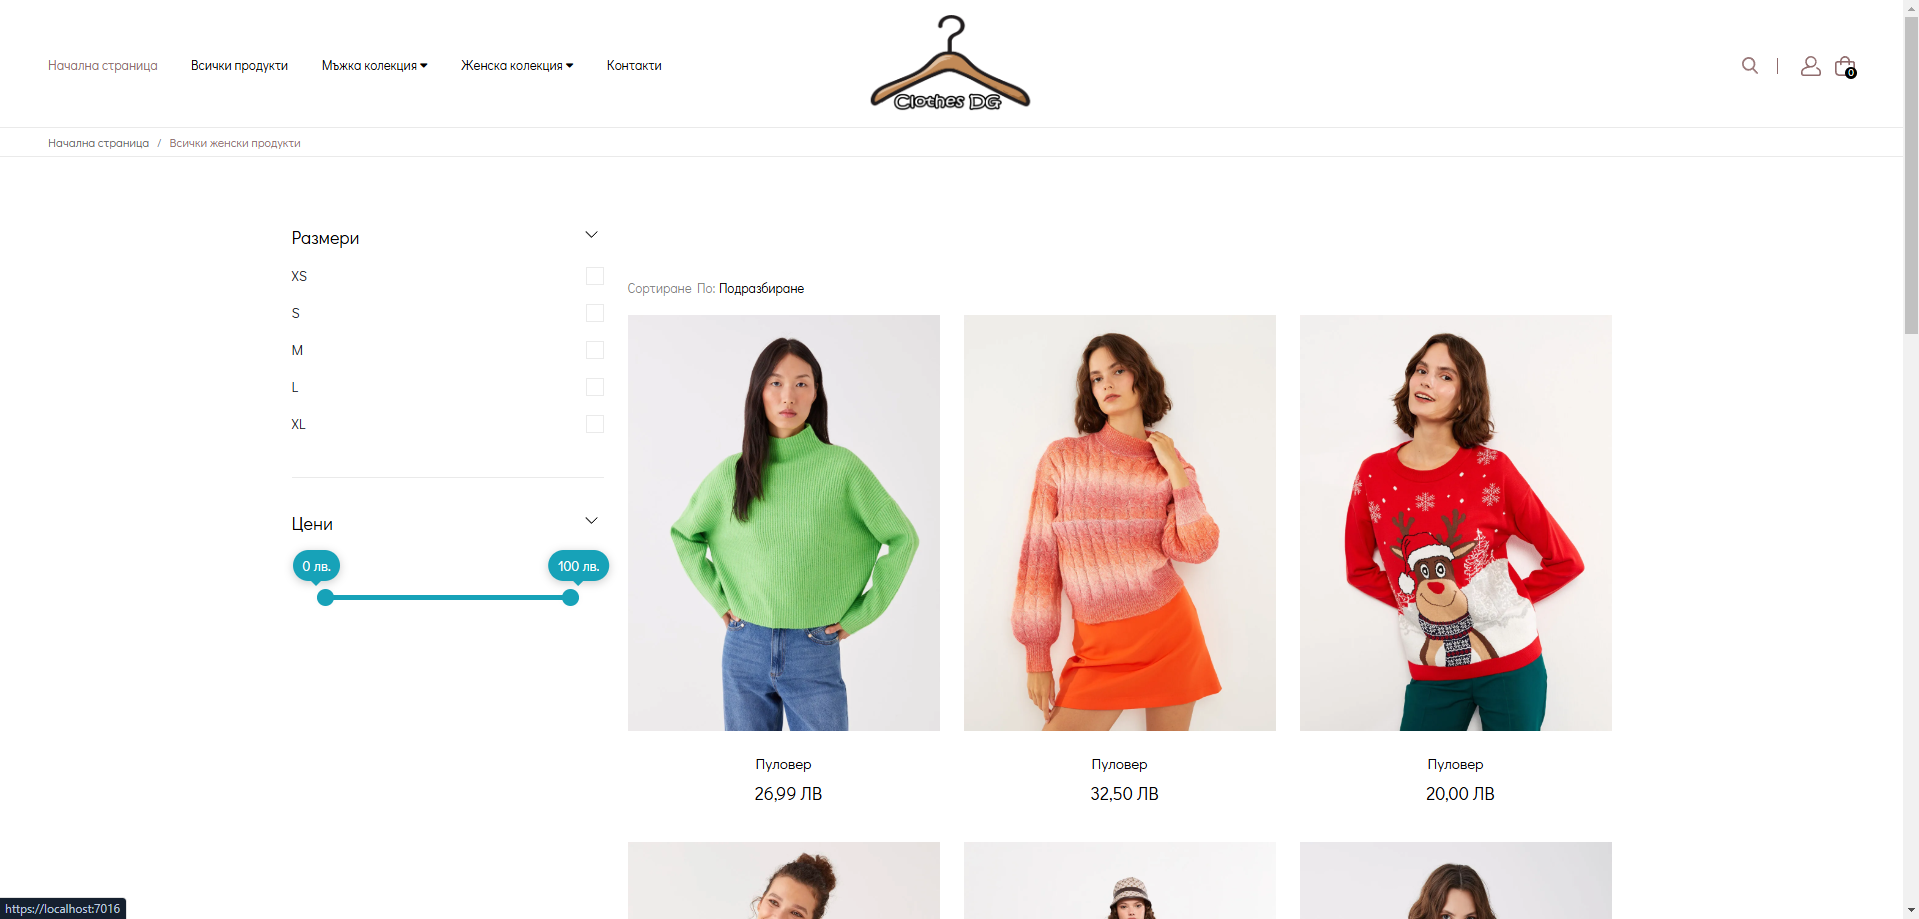 Начална страница
Всички продукти
Мъжка колекция
Женска колекция
Контакти
Clothes DG
0
Начална страница / Всички женски продукти
Размери
XS
S
M
L
XL
Цени
0 лв.
100 лв.
Сортиране По: Подразбиране
Пуловер
26,99 ЛВ
Пуловер
32,50 ЛВ
Пуловер
20,00 ЛВ
https://localhost:7016